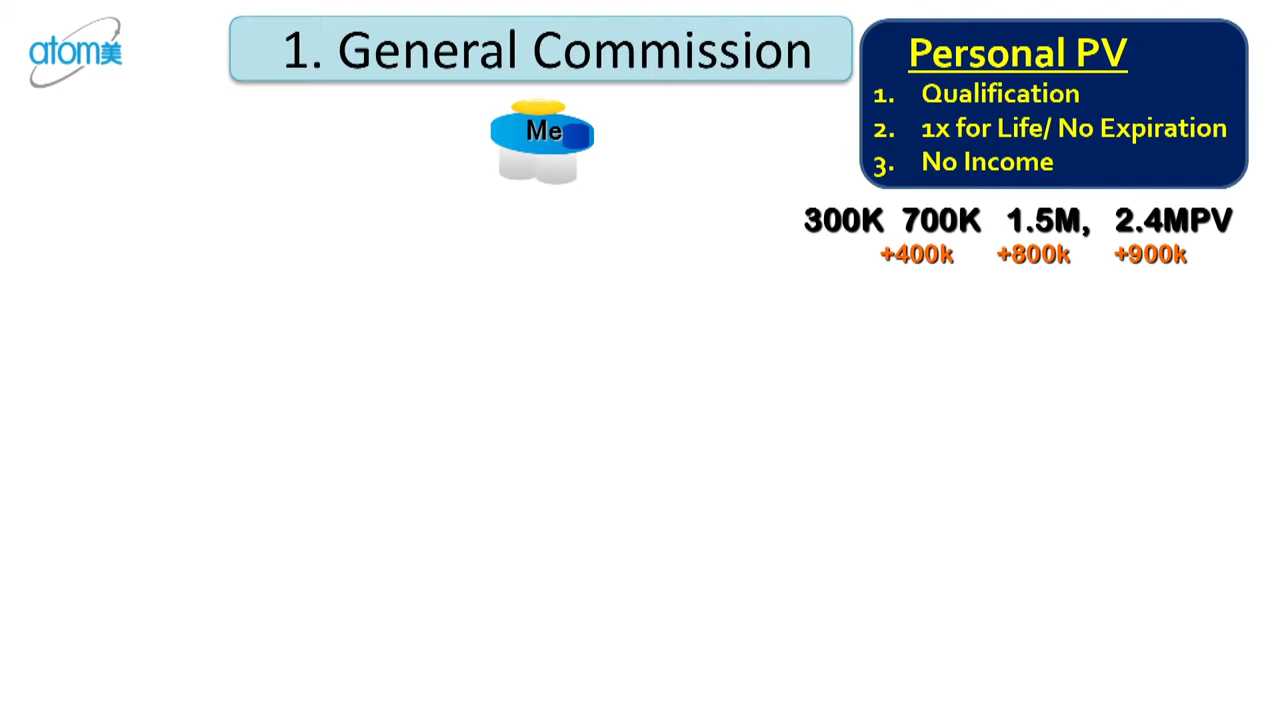 atom美
1. General Commission
Me
Personal PV
1. Qualification
2. 1x for Life/ No Expiration
3. No Income
300K 700K 1.5M, 2.4MPV
+400k +800k +900k